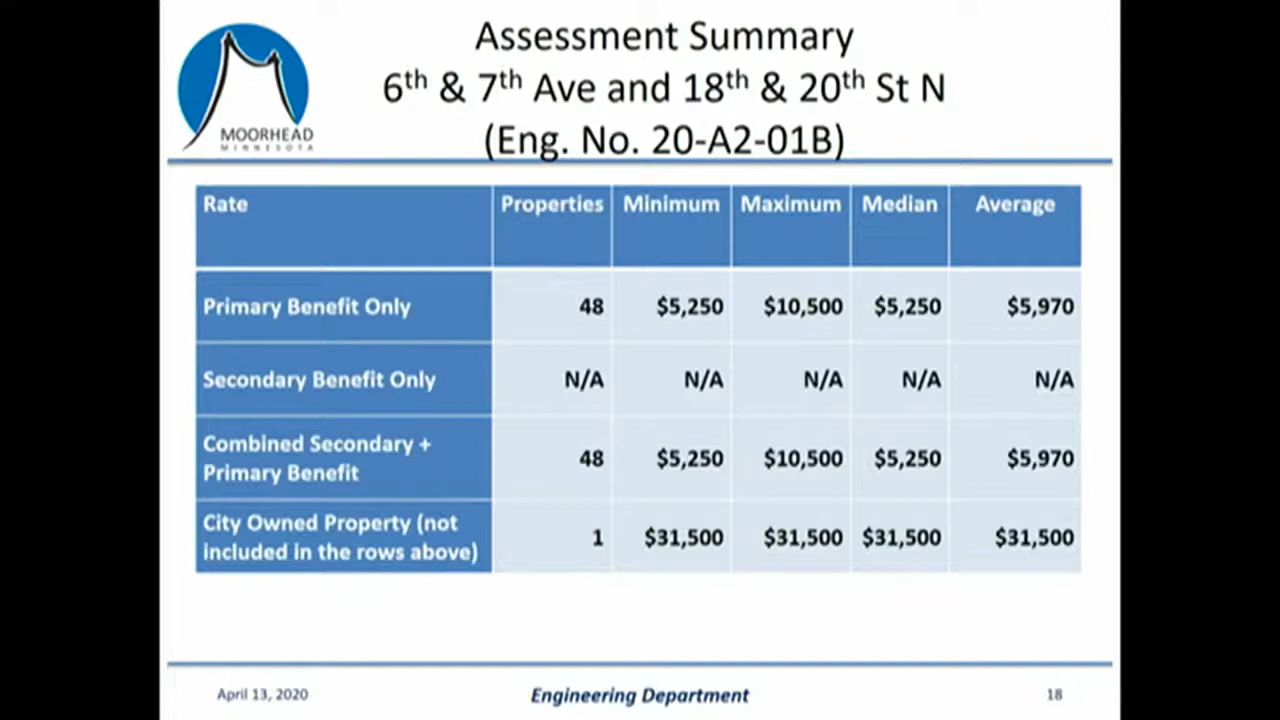 Assessment Summary
6th & 7th Ave and 18th & 20th St N
(Eng. No. 20-A2-01B)
MOORHEAD
MINNESOTA
Rate Properties Minimum Maximum Median Average
Primary Benefit Only 48 $5,250 $10,500 $5,250 $5,970
Secondary Benefit Only N/A N/A N/A N/A N/A
Combined Secondary +
Primary Benefit 48 $5,250 $10,500 $5,250 $5,970
City Owned Property (not
included in the rows above) 1 $31,500 $31,500 $31,500 $31,500
April 13, 2020 Engineering Department 18